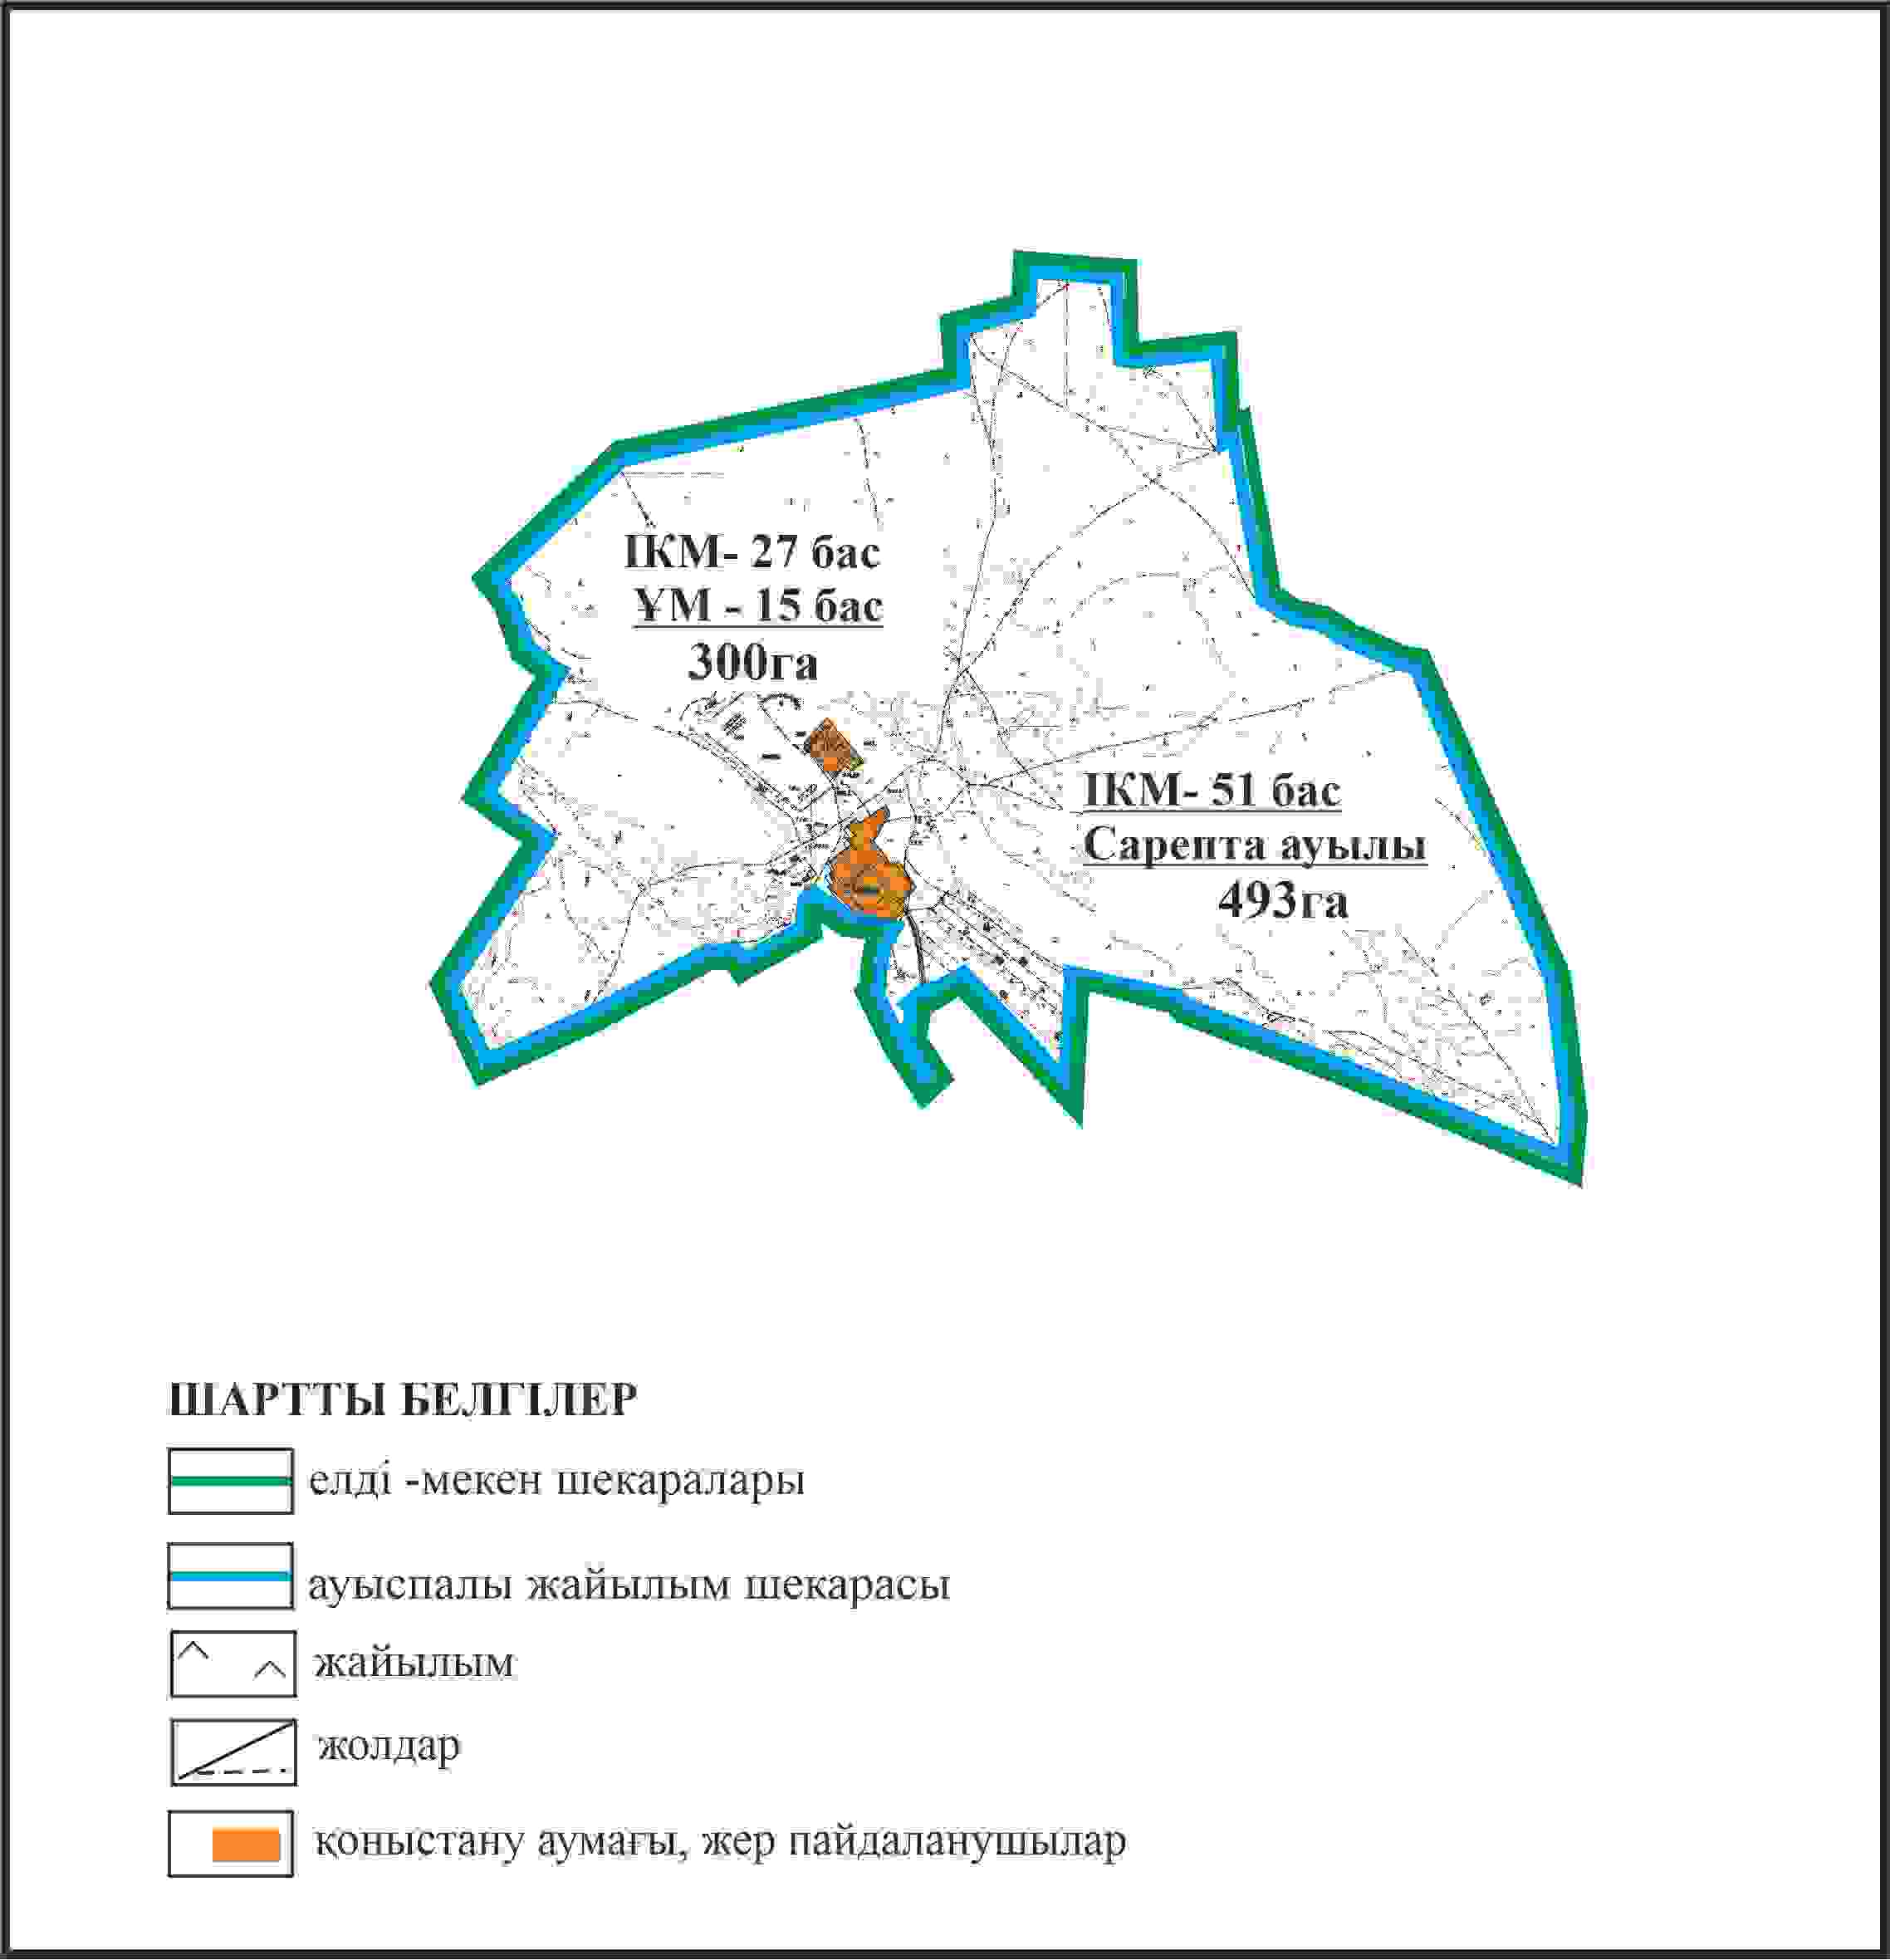 ІКМ- 27 бас
ҰМ - 15 бас
300га
ІКМ- 51 бас
Сарепта ауылы
493га
ШАРТТЫ БЕЛГІЛЕР
елді -мекен шекаралары
ауыспалы жайылым шекарасы
жайылым
жолдар
қоныстану аумағы, жер пайдаланушылар